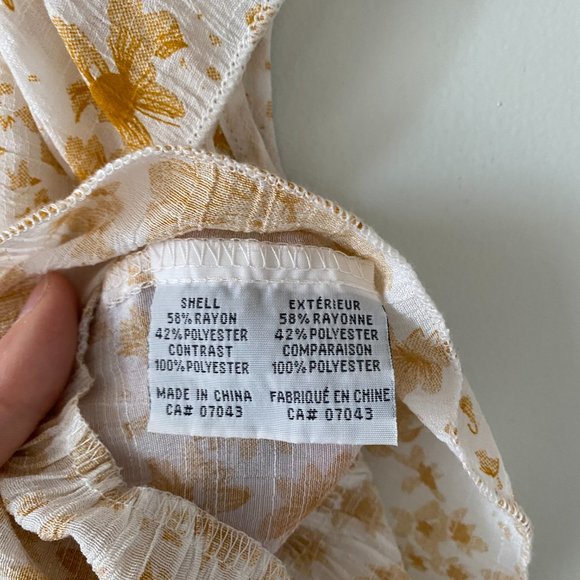 SHELL
58% RAYON
42% POLYESTER
CONTRAST
100% POLYESTER
MADE IN CHINA
CA# 07043
EXTÉRIEUR
58% RAYONNE
42% POLYESTER
COMPARAISON
100% POLYESTER
FABRIQUÉ EN CHINE
CA# 07043